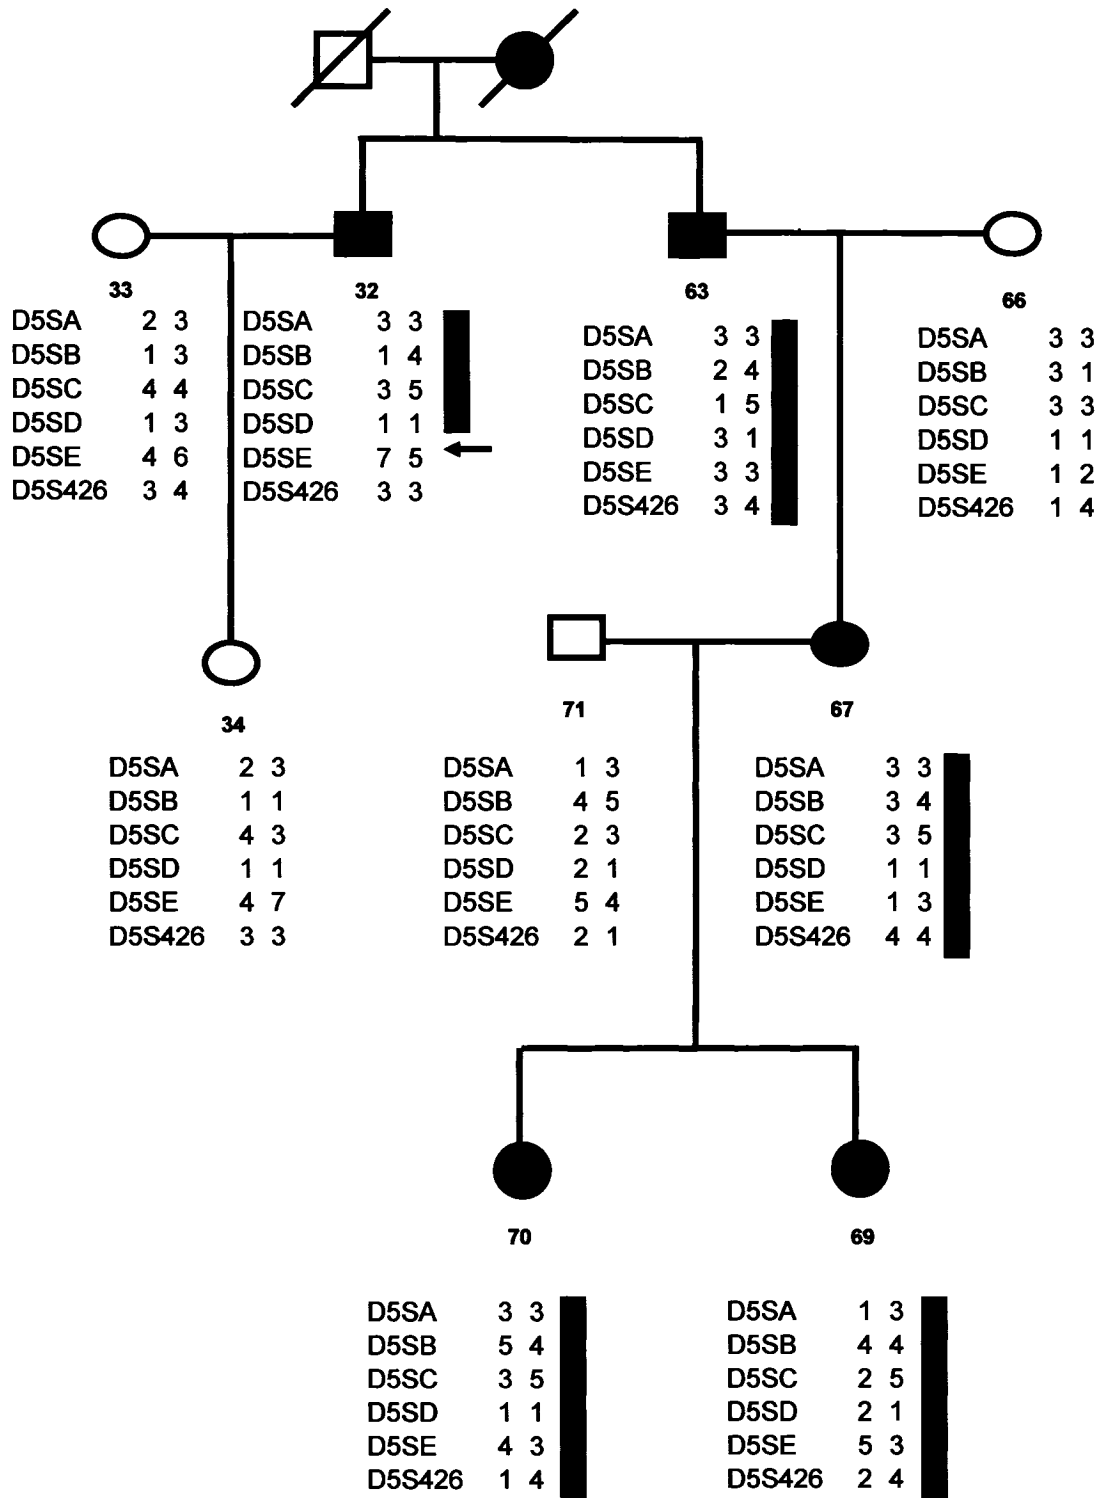 33
D5SA 2 3
D5SB 1 3
D5SC 4 4
D5SD 1 3
D5SE 4 6
D5S426 3 4
32
D5SA 3 3
D5SB 1 4
D5SC 3 5
D5SD 1 1
D5SE 7 5
D5S426 3 3
63
D5SA 3 3
D5SB 2 4
D5SC 1 5
D5SD 3 1
D5SE 3 3
D5S426 3 4
66
D5SA 3 3
D5SB 3 1
D5SC 3 3
D5SD 1 1
D5SE 1 2
D5S426 1 4
34
D5SA 2 3
D5SB 1 1
D5SC 4 3
D5SD 1 1
D5SE 4 7
D5S426 3 3
71
D5SA 1 3
D5SB 4 5
D5SC 2 3
D5SD 2 1
D5SE 5 4
D5S426 2 1
67
D5SA 3 3
D5SB 3 4
D5SC 3 5
D5SD 1 1
D5SE 1 3
D5S426 4 4
70
D5SA 3 3
D5SB 5 4
D5SC 3 5
D5SD 1 1
D5SE 4 3
D5S426 1 4
69
D5SA 1 3
D5SB 4 4
D5SC 2 5
D5SD 2 1
D5SE 5 3
D5S426 2 4